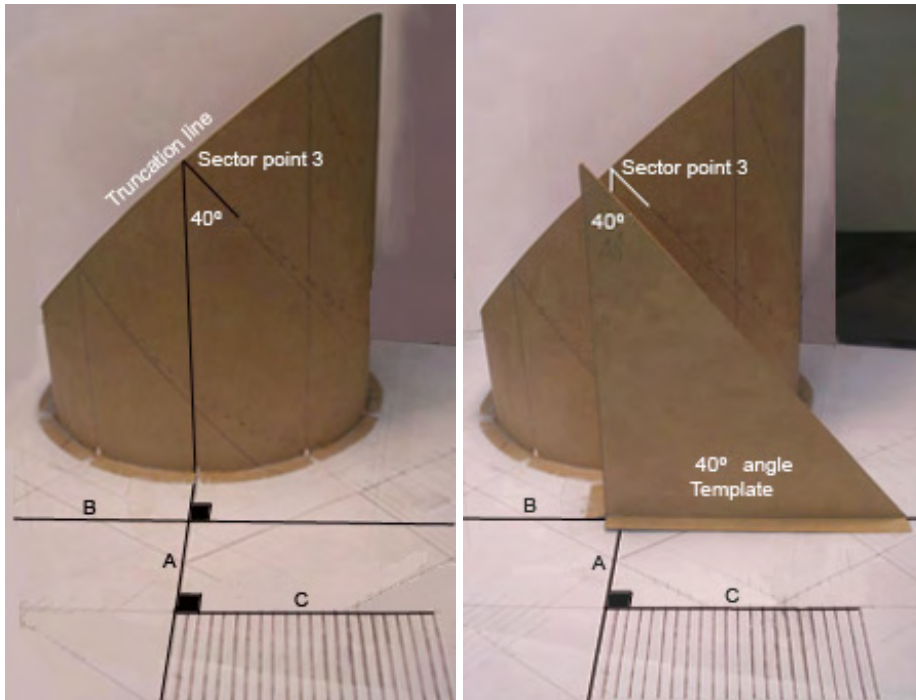 Truncation line
Sector point 3
40º
B
A
C
Sector point 3
40º
40º angle
Template
B
A
C